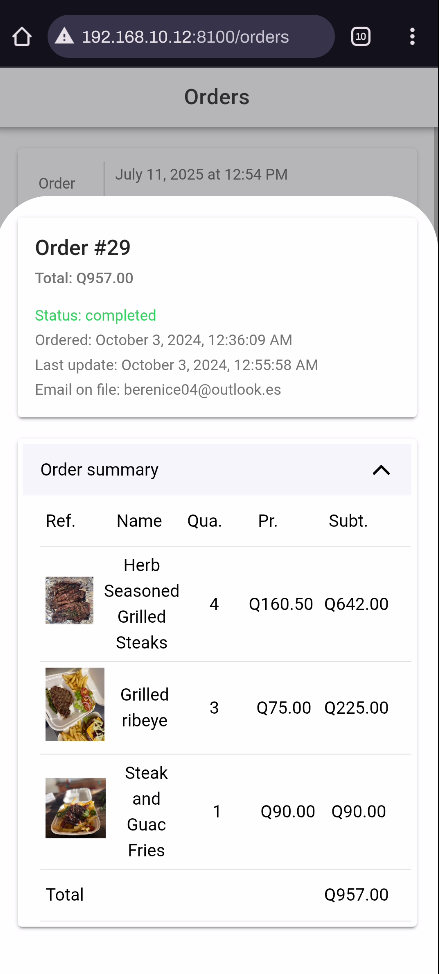 192.168.10.12:8100/orders
10
Orders
Order
July 11, 2025 at 12:54 PM
Order #29
Total: Q957.00
Status: completed
Ordered: October 3, 2024, 12:36:09 AM
Last update: October 3, 2024, 12:55:58 AM
Email on file: berenice04@outlook.es
Order summary
Ref. Name Qua. Pr. Subt.
Herb
Seasoned
Grilled
Steaks
4 Q160.50 Q642.00
Grilled
ribeye
3 Q75.00 Q225.00
Steak
and
Guac
Fries
1 Q90.00 Q90.00
Total Q957.00